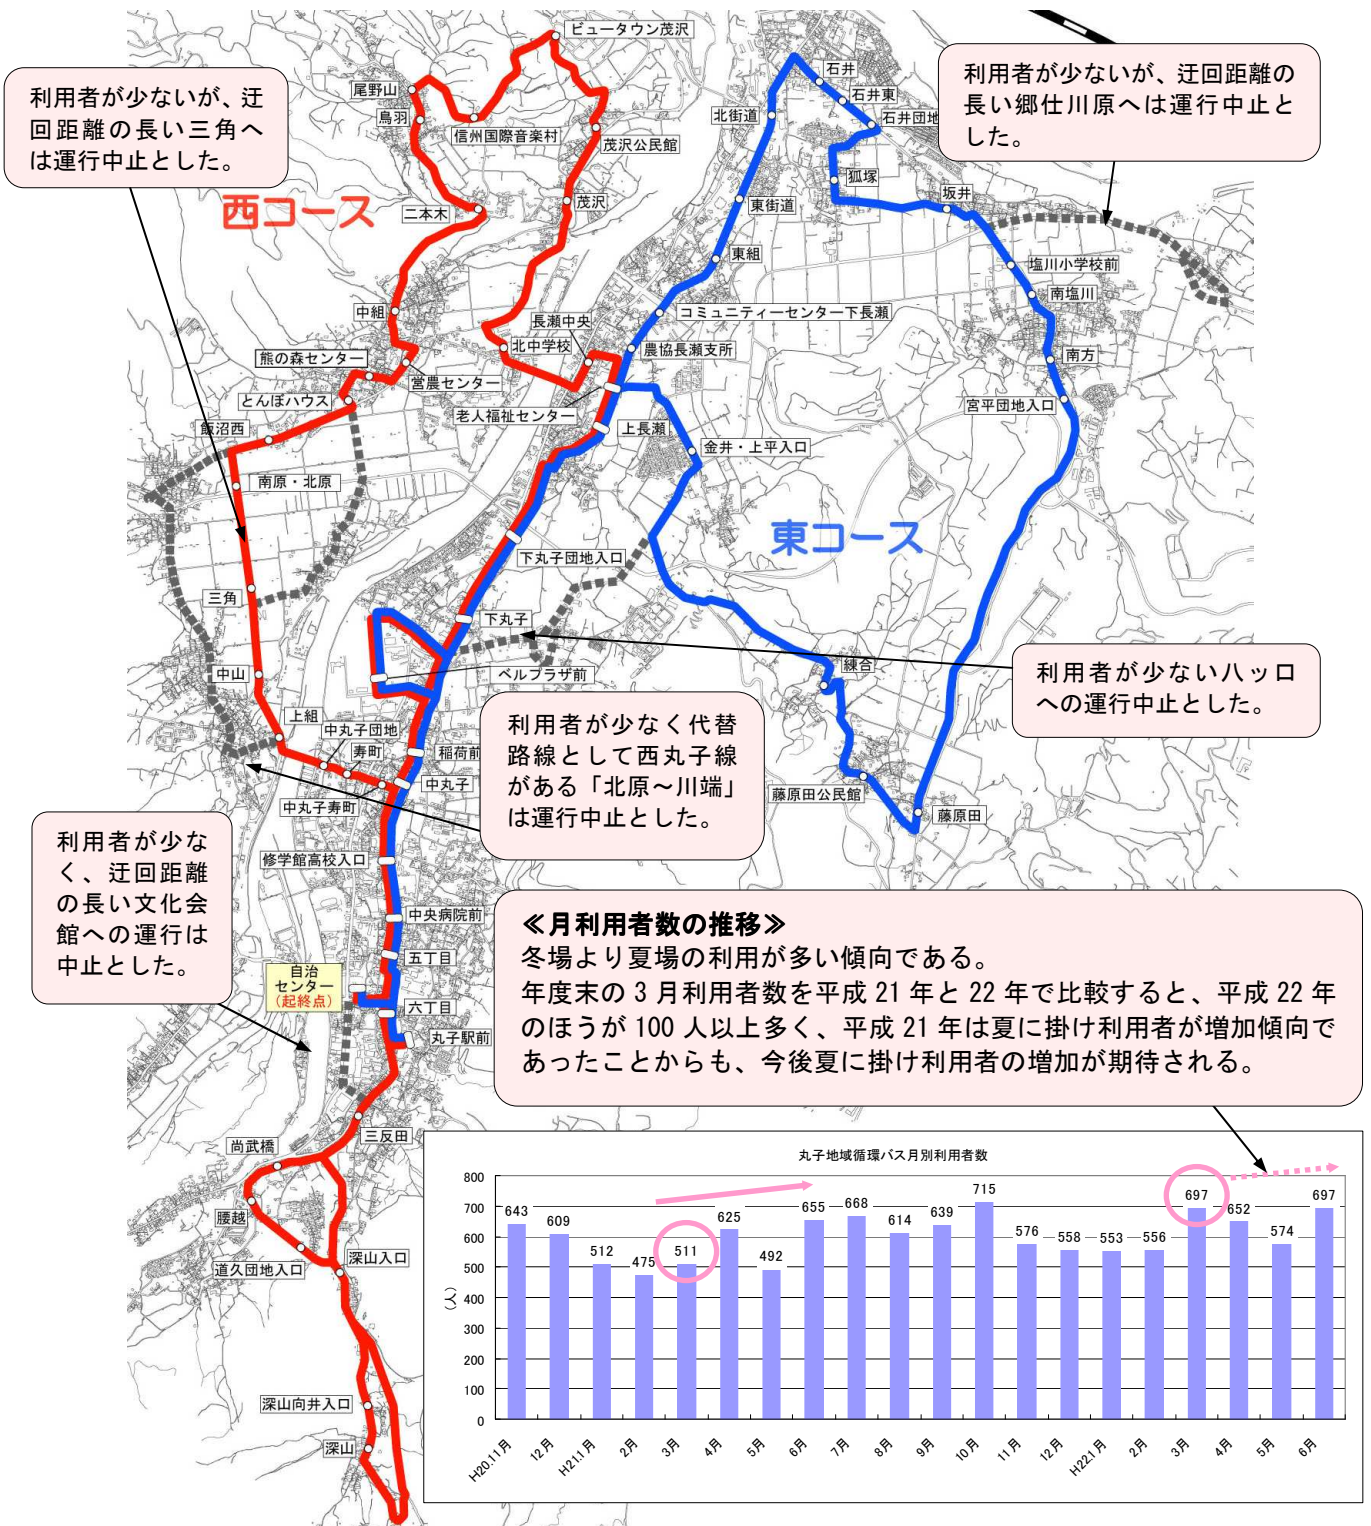 利用者が少ないが、迂
回距離の長い三角へ
は運行中止とした。
利用者が少ないが、迂回距離の
長い郷仕川原へは運行中止と
した。
西コース
東コース
ビュータウン茂沢
尾野山
鳥羽
信州国際音楽村
茂沢公民館
二本木
茂沢
中組
長瀬中央
北中学校
熊の森センター
営農センター
とんぼハウス
老人福祉センター
飯沼西
南原・北原
三角
中山
上組
中丸子団地
寿町
中丸子寿町
石井
石井東
石井団地
北街道
狐塚
坂井
東街道
東組
塩川小学校前
南塩川
コミュニティーセンター下長瀬
農協長瀬支所
南方
宮平団地入口
上長瀬
金井・上平入口
下丸子団地入口
下丸子
ベルプラザ前
練合
稲荷前
中丸子
藤原田公民館
藤原田
修学館高校入口
中央病院前
五丁目
自治
センター
(起終点)
六丁目
丸子駅前
三反田
尚武橋
腰越
道久団地入口
深山入口
深山向井入口
深山
利用者が少ない八ッロ
への運行中止とした。
利用者が少なく代替
路線として西丸子線
がある「北原～川端」
は運行中止とした。
利用者が少な
く、迂回距離
の長い文化会
館への運行は
中止とした。
≪月利用者数の推移≫
冬場より夏場の利用が多い傾向である。
年度末の 3 月利用者数を平成 21 年と 22 年で比較すると、平成 22 年
のほうが 100 人以上多く、平成 21 年は夏に掛け利用者が増加傾向で
あったことからも、今後夏に掛け利用者の増加が期待される。
丸子地域循環バス月別利用者数
(人)
800
700
600
500
400
300
200
100
0
643 609 512 475 511 625 492 655 668 614 639 715 576 558 553 556 697 652 574 697
H20.11月 12月 H21.1月 2月 3月 4月 5月 6月 7月 8月 9月 10月 11月 12月 H22.1月 2月 3月 4月 5月 6月